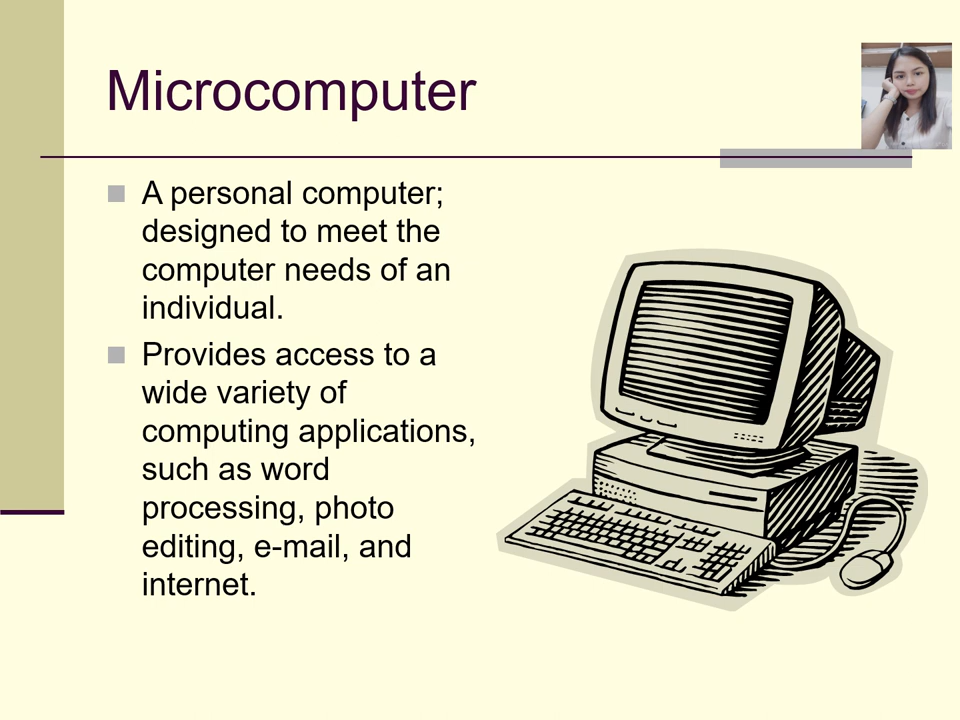 Microcomputer
A personal computer;
designed to meet the
computer needs of an
individual.
Provides access to a
wide variety of
computing applications,
such as word
processing, photo
editing, e-mail, and
internet.